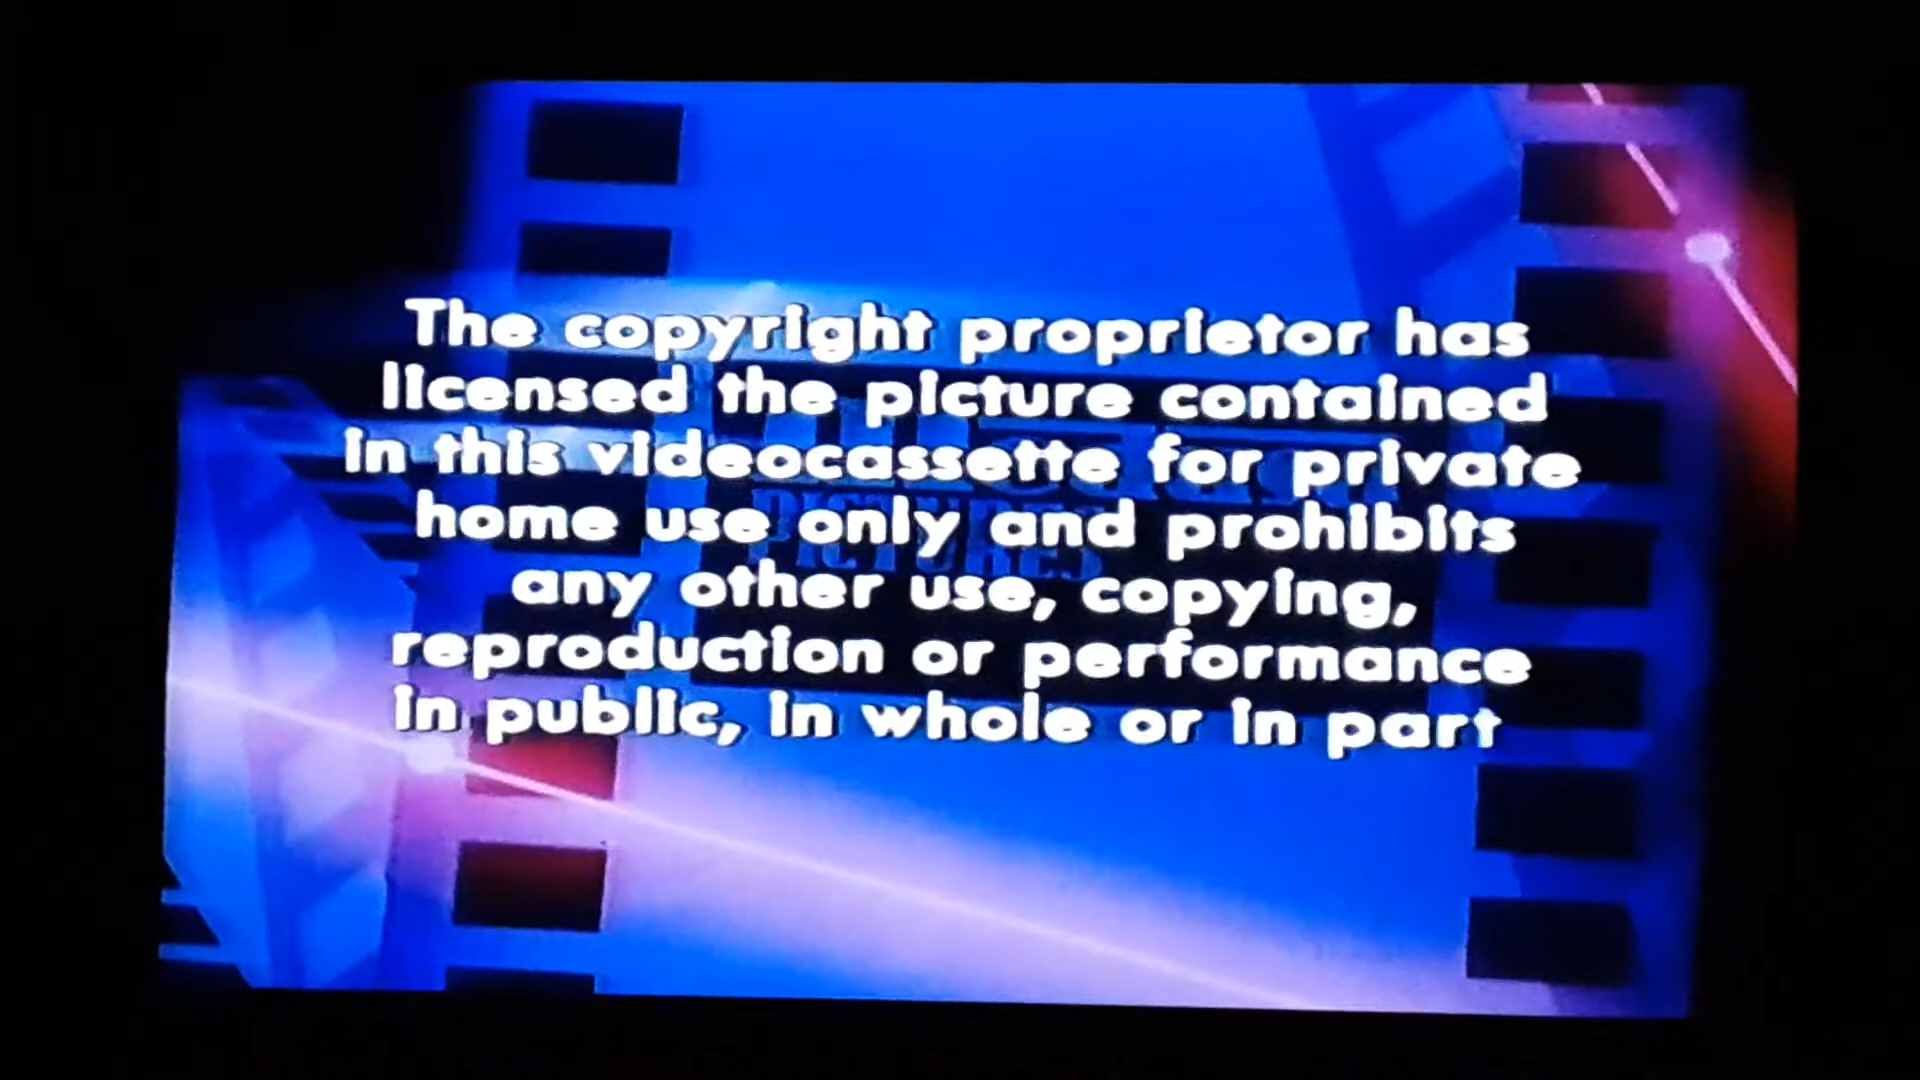 The copyright proprietor has
licensed the picture contained
in this videocassette for private
home use only and prohibits
any other use, copying,
reproduction or performance
in public, in whole or in part
PICTURES